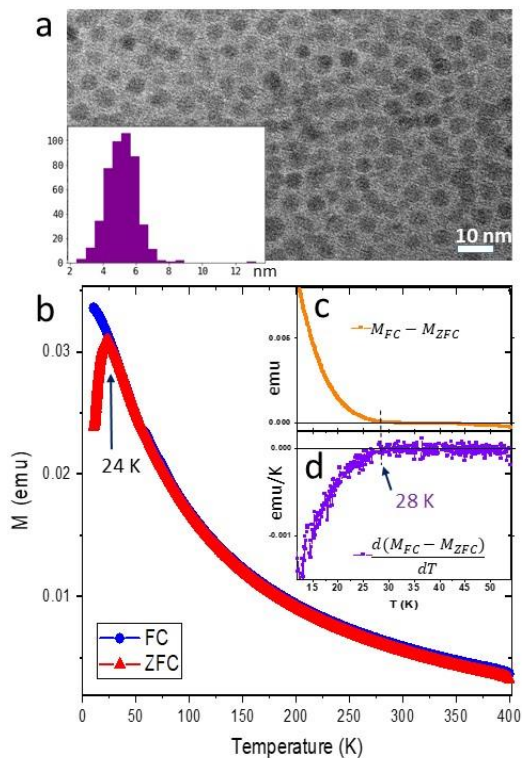 a
100
80
60
40
20
0
2 4 6 8 10 12 nm
10 nm
b
c
M_FC − M_ZFC
0.005
0.000
emu
d
0.000
-0.001
emu/K
28 K
d(M_FC − M_ZFC)
dT
15 20 25 30 35 40 45 50
T (K)
24 K
0.03
0.02
0.01
M (emu)
FC
ZFC
0 50 100 150 200 250 300 350 400
Temperature (K)